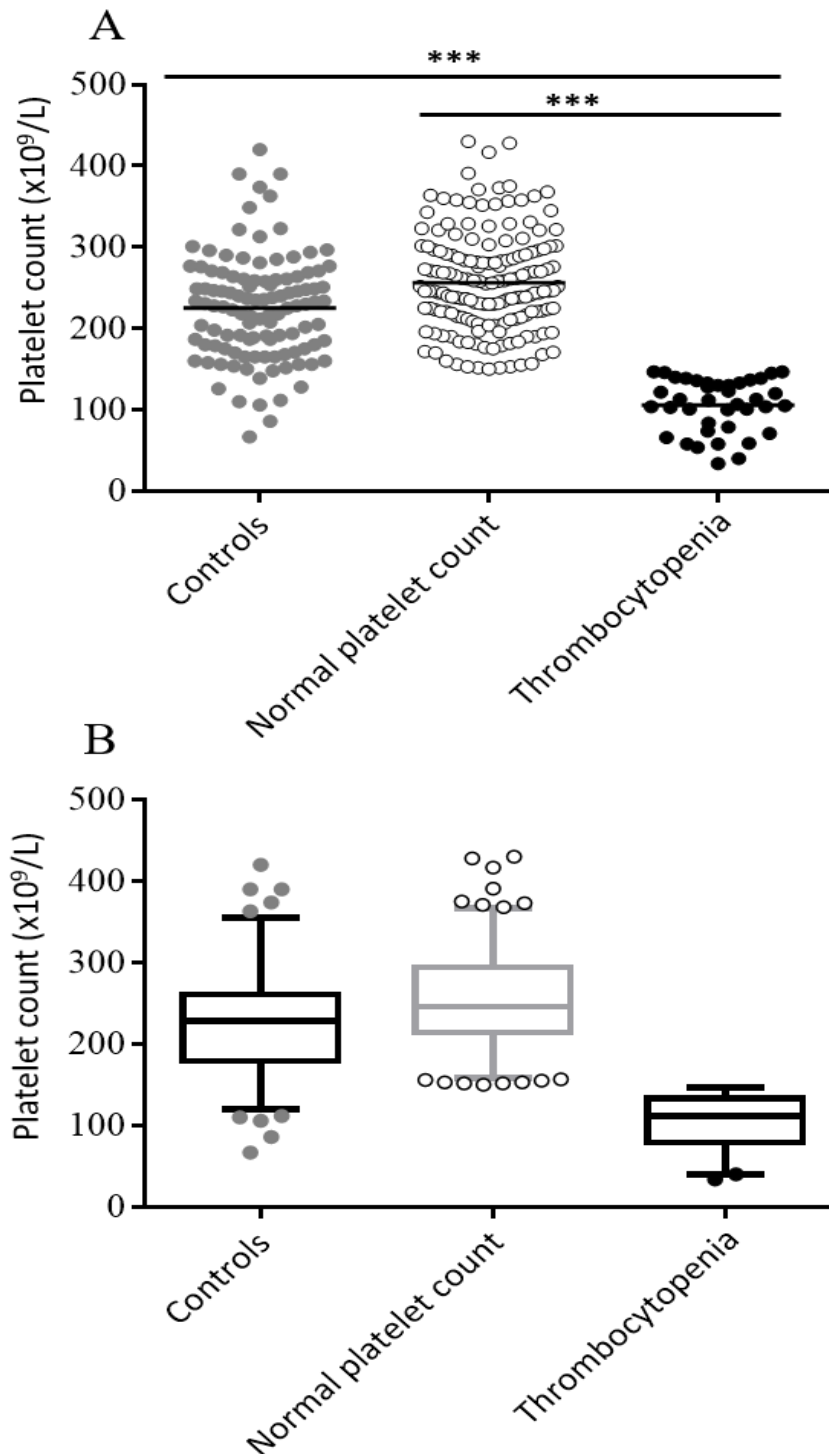 A
***
***
Platelet count (x10⁹/L)
500
400
300
200
100
0
Controls
Normal platelet count
Thrombocytopenia
B
Platelet count (x10⁹/L)
500
400
300
200
100
0
Controls
Normal platelet count
Thrombocytopenia